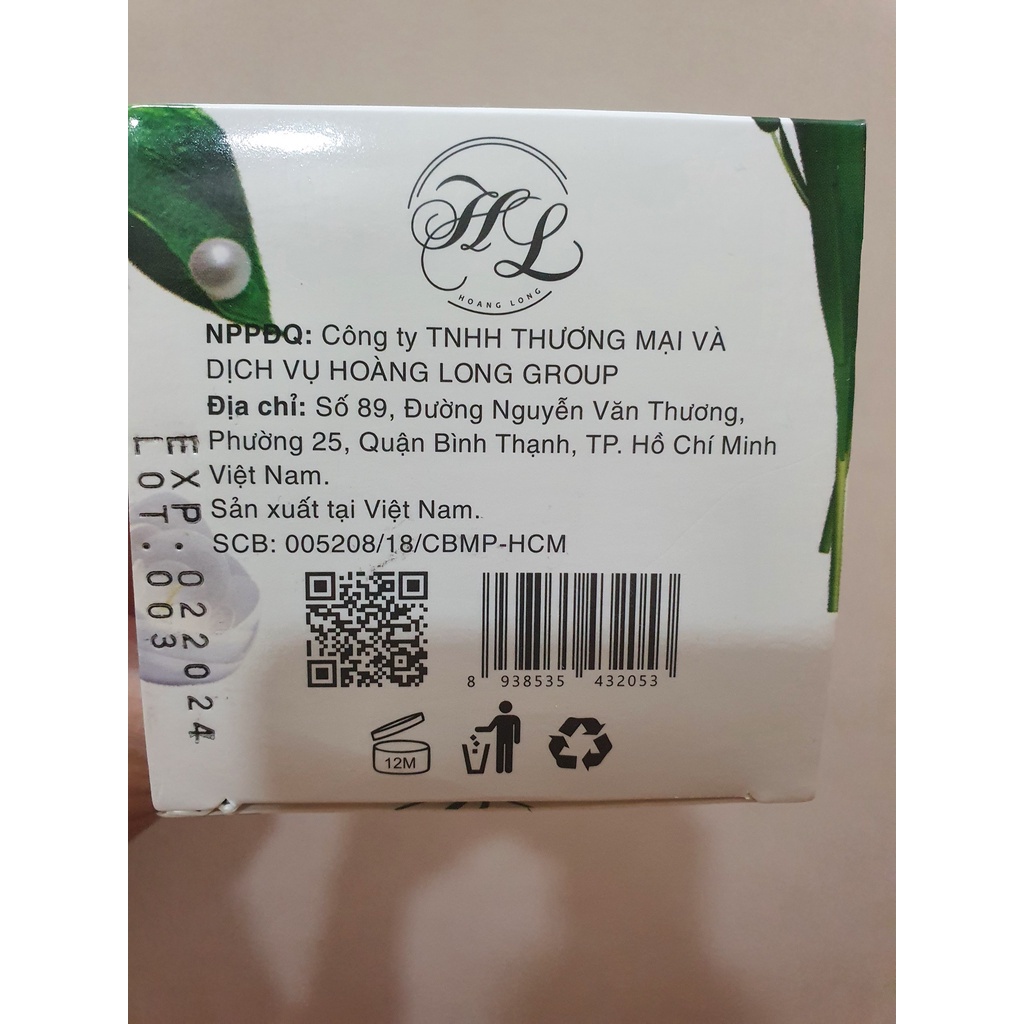 HL
HOANG LONG
NPPĐQ: Công ty TNHH THƯƠNG MẠI VÀ
DỊCH VỤ HOÀNG LONG GROUP
Địa chỉ: Số 89, Đường Nguyễn Văn Thương,
Phường 25, Quận Bình Thạnh, TP. Hồ Chí Minh
Việt Nam.
Sản xuất tại Việt Nam.
SCB: 005208/18/CBMP-HCM
EXP:022024
LOT:003
8 938535 432053
12M